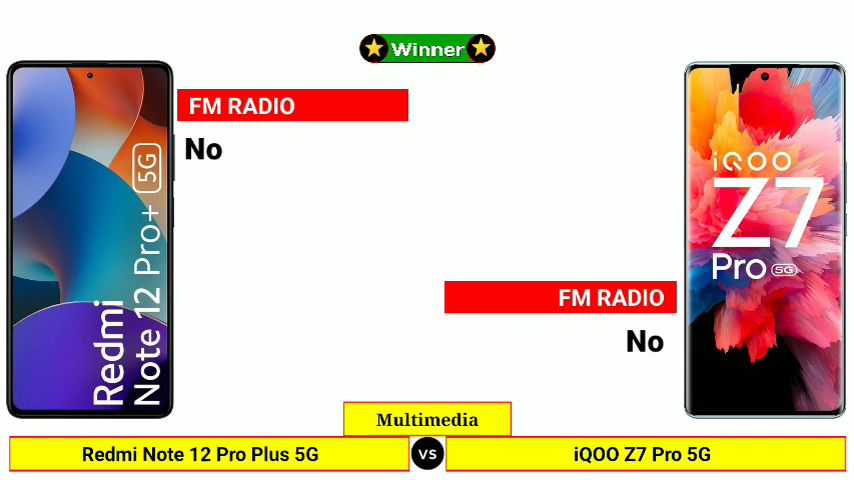 Winner
FM RADIO
No
Redmi
Note 12 Pro+ 5G
iQOO
Z7
Pro 5G
FM RADIO
No
Multimedia
Redmi Note 12 Pro Plus 5G
VS
iQOO Z7 Pro 5G